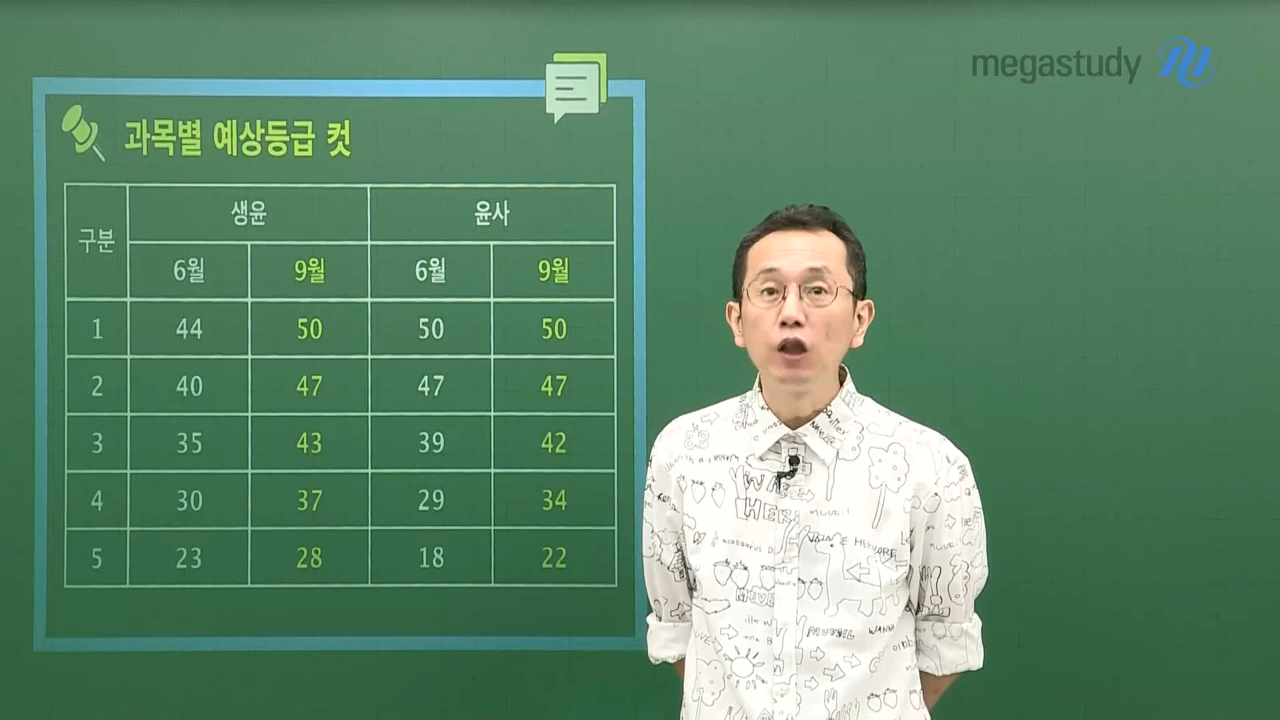 megastudy
과목별 예상등급 컷
구분 생윤 윤사
6월 9월 6월 9월
1 44 50 50 50
2 40 47 47 47
3 35 43 39 42
4 30 37 29 34
5 23 28 18 22